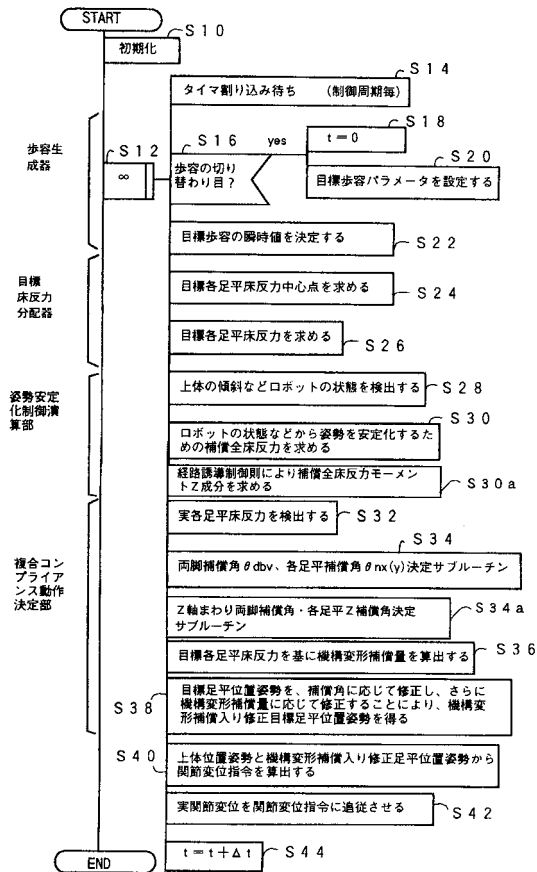 START
S10
初期化
S14
タイマ割り込み待ち (制御周期毎)
歩容生
成器
S12
∞
S16
歩容の切り
替わり目?
yes
S18
t=0
S20
目標歩容パラメータを設定する
目標歩容の瞬時値を決定する
S22
目標
床反力
分配器
目標各足平床反力中心点を求める
S24
目標各足平床反力を求める
S26
姿勢安定
化制御演
算部
上体の傾斜などロボットの状態を検出する
S28
S30
ロボットの状態などから姿勢を安定化するた
めの補償全床反力を求める
経路誘導制御則により補償全床反力モーメン
トZ成分を求める
S30a
複合コン
プライア
ンス動作
決定部
実各足平床反力を検出する
S32
S34
両脚補償角θdbv、各足平補償角θnx(y)決定サブルーチン
Z軸まわり両脚補償角・各足平Z補償角決定
サブルーチン
S34a
目標各足平床反力を基に機構変形補償量を算出する
S36
S38
目標足平位置姿勢を、補償角に応じて修正し、さらに
機構変形補償量に応じて修正することにより、機構変
形補償入り修正目標足平位置姿勢を得る
S40
上体位置姿勢と機構変形補償入り修正足平位置姿勢から
関節変位指令を算出する
実関節変位を関節変位指令に追従させる
S42
t=t+Δt
S44
END